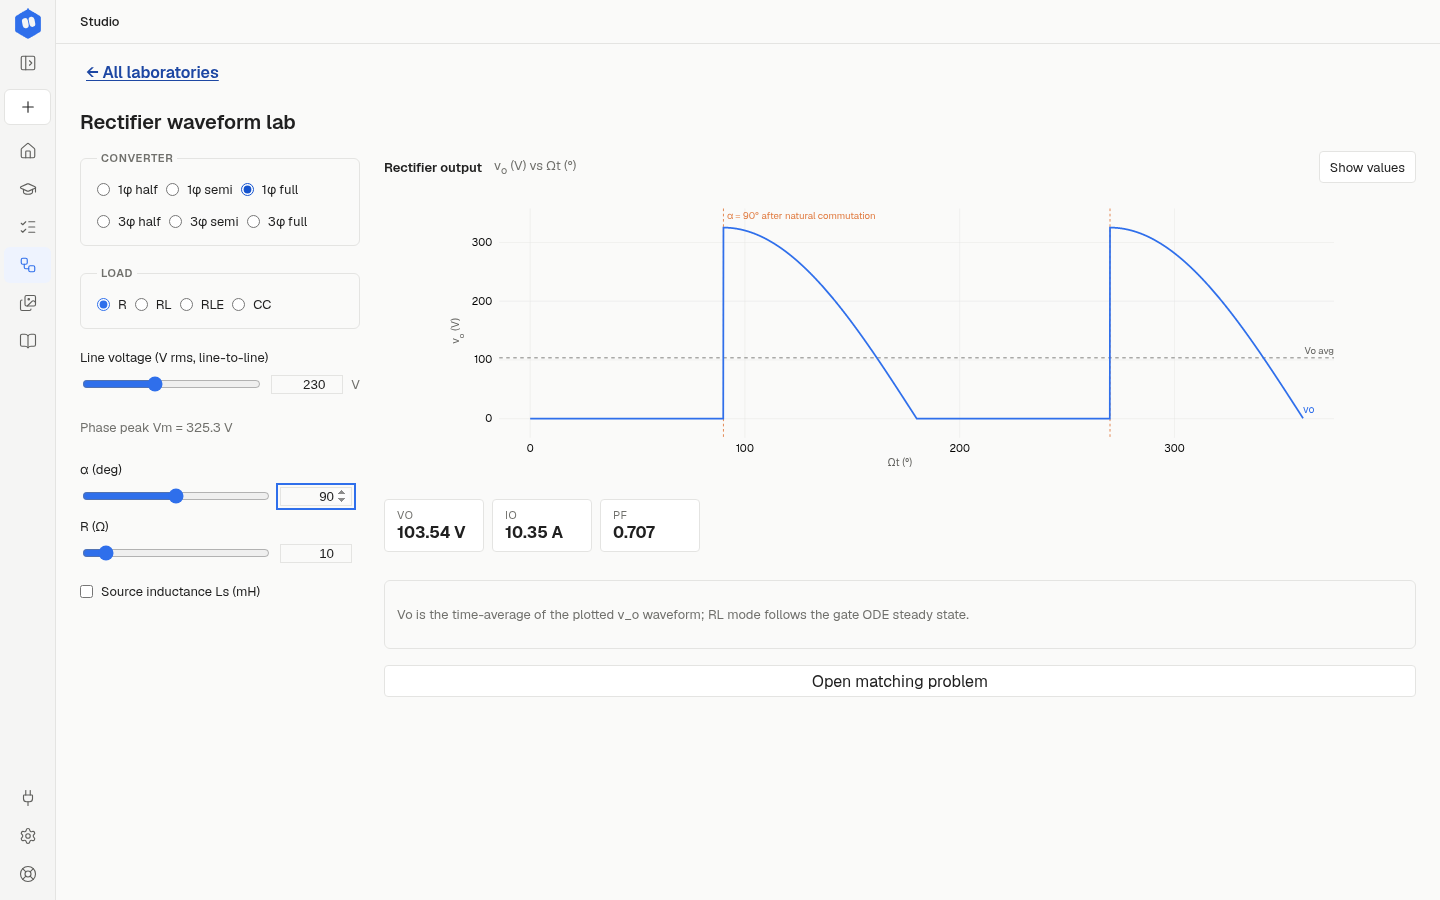 Studio
← All laboratories
Rectifier waveform lab
CONVERTER
1φ half 1φ semi 1φ full
3φ half 3φ semi 3φ full
LOAD
R RL RLE CC
Line voltage (V rms, line-to-line)
230 V
Phase peak Vm = 325.3 V
α (deg)
90
R (Ω)
10
Source inductance Ls (mH)
Rectifier output vo (V) vs Ωt (°)
Show values
α = 90° after natural commutation
300
200
100
0
vo (V)
Vo avg
vo
0 100 200 300
Ωt (°)
VO
103.54 V
IO
10.35 A
PF
0.707
Vo is the time-average of the plotted v_o waveform; RL mode follows the gate ODE steady state.
Open matching problem